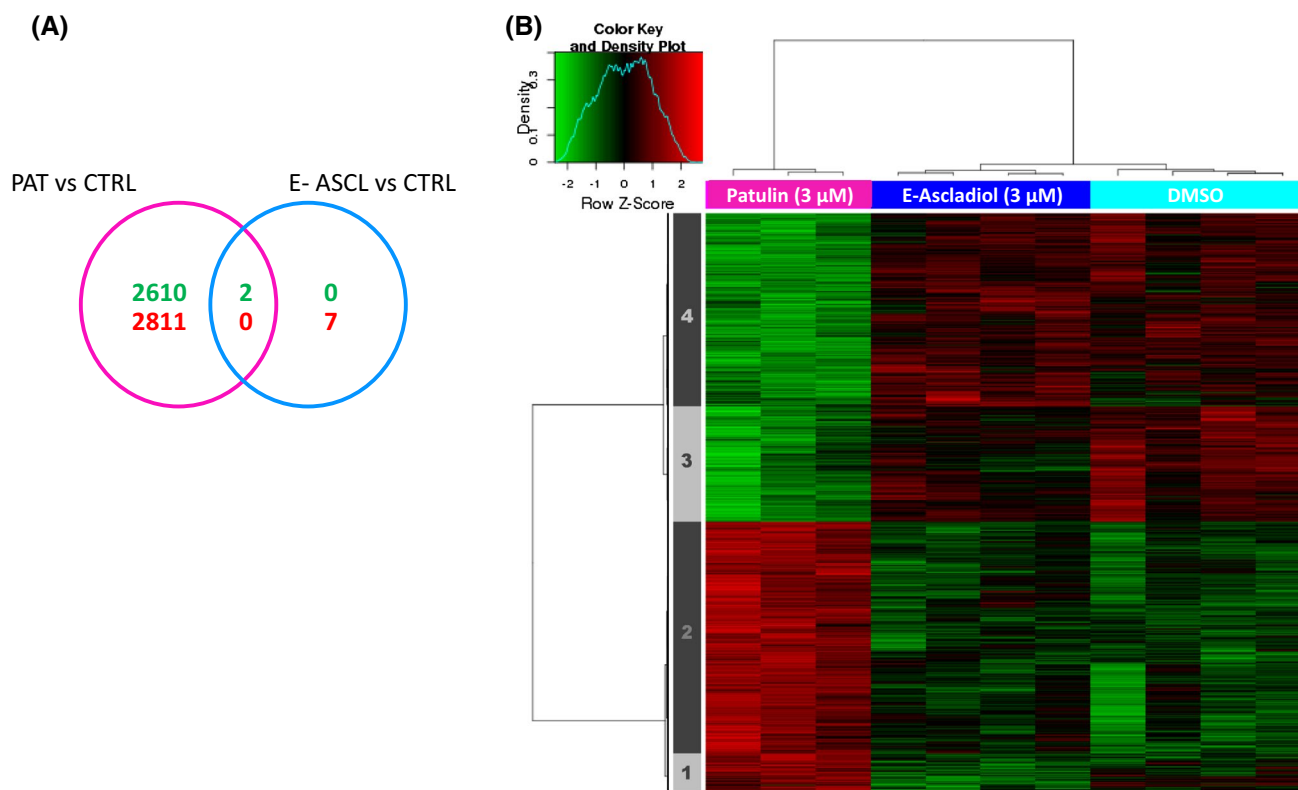 (A)
PAT vs CTRL
E- ASCL vs CTRL
2610 2 0
2811 0 7
(B)
Color Key
and Density Plot
Density
0 0.1 0.3
-2 -1 0 1 2
Row Z-Score
Patulin (3 µM) E-Ascladiol (3 µM) DMSO
4
3
2
1